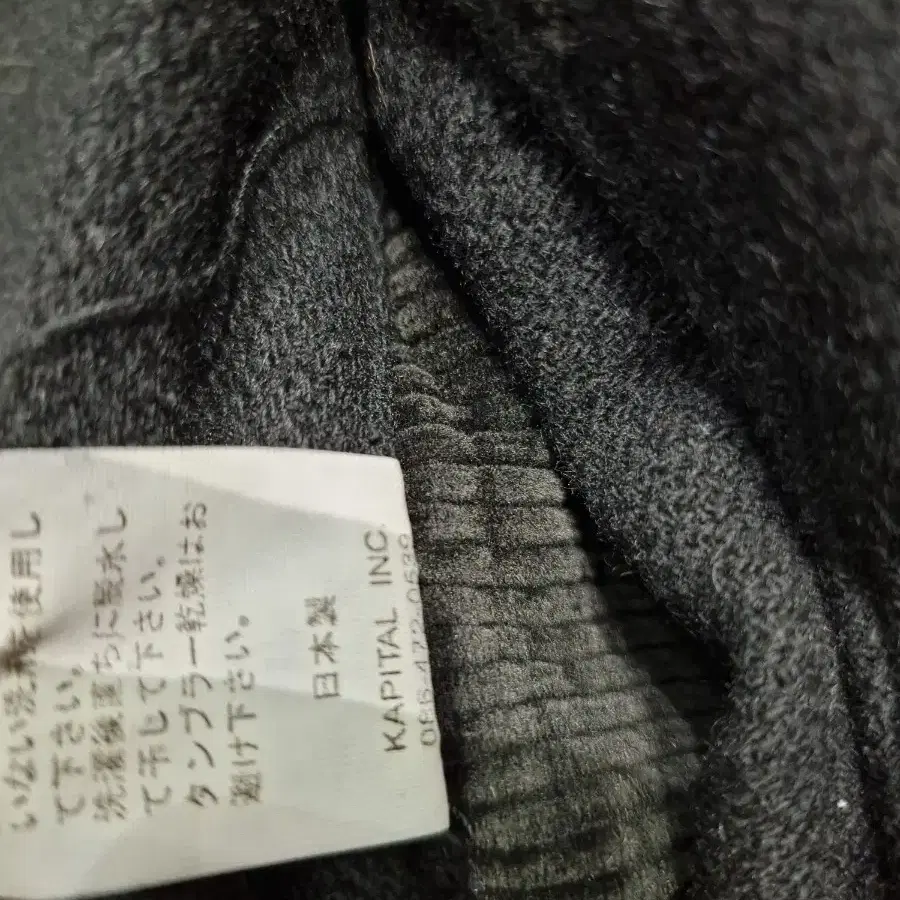 いない洗剤を使用し
て下さい。
洗濯後直ちに脱水し
て干して下さい。
タンブラー乾燥はお
避け下さい。
日本製
KAPITAL INC.